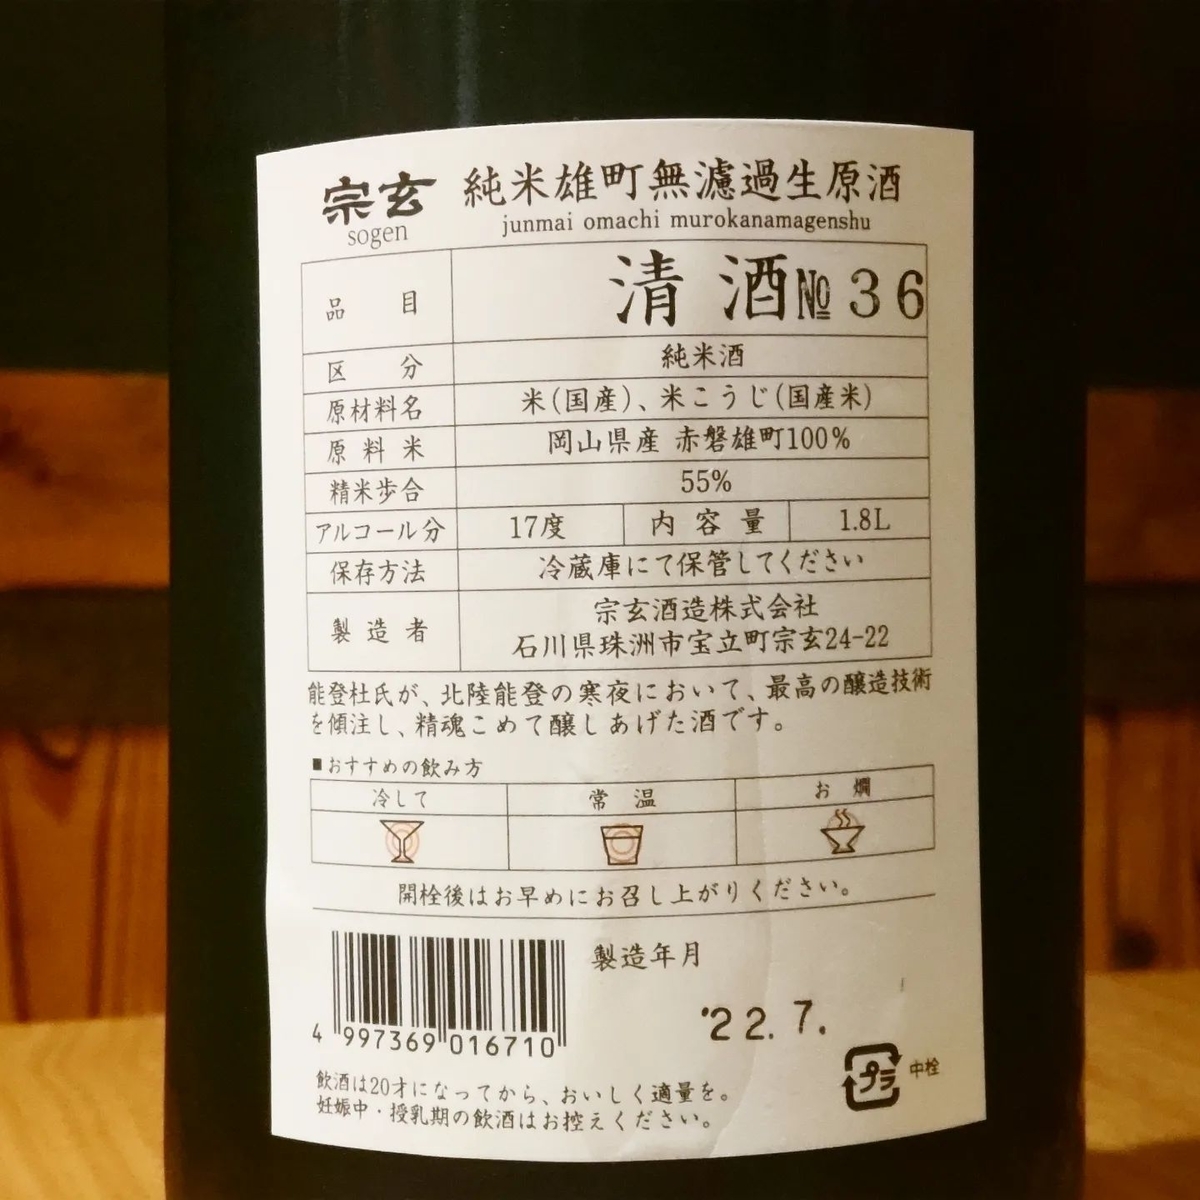 宗玄 純米雄町無濾過生原酒
sogen junmai omachi murokanamagenshu
品目 清酒 №36
区分 純米酒
原材料名 米(国産)、米こうじ(国産米)
原料米 岡山県産 赤磐雄町100%
精米歩合 55%
アルコール分 17度 内容量 1.8L
保存方法 冷蔵庫にて保管してください
製造者 宗玄酒造株式会社
石川県珠洲市宝立町宗玄24-22
能登杜氏が、北陸能登の寒夜において、最高の醸造技術
を傾注し、精魂こめて醸しあげた酒です。
■おすすめの飲み方
冷して 常温 お燗
開栓後はお早めにお召し上がりください。
製造年月
'22.7.
4 997369 016710
プラ 中栓
飲酒は20才になってから、おいしく適量を。
妊娠中・授乳期の飲酒はお控えください。